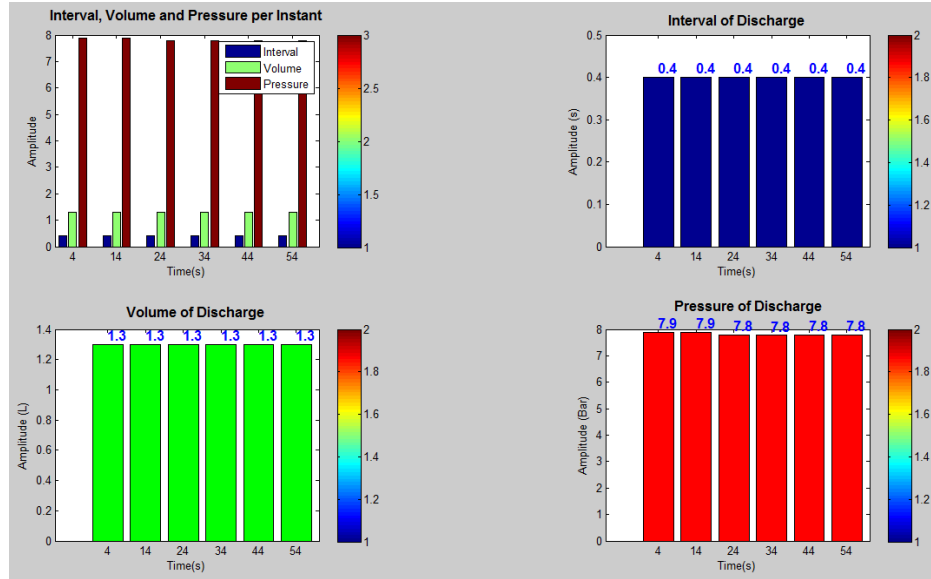 Interval, Volume and Pressure per Instant
8
7
6
5
4
3
2
1
0
Amplitude
Interval
Volume
Pressure
4 14 24 34 44 54
Time(s)
3
2.5
2
1.5
1
Interval of Discharge
0.5
0.4
0.3
0.2
0.1
0
Amplitude (s)
0.4 0.4 0.4 0.4 0.4 0.4
4 14 24 34 44 54
Time(s)
2
1.8
1.6
1.4
1.2
1
Volume of Discharge
1.4
1.2
1
0.8
0.6
0.4
0.2
0
Amplitude (L)
1.3 1.3 1.3 1.3 1.3 1.3
4 14 24 34 44 54
Time(s)
2
1.8
1.6
1.4
1.2
1
Pressure of Discharge
8
7
6
5
4
3
2
1
0
Amplitude (Bar)
7.9 7.9 7.8 7.8 7.8 7.8
4 14 24 34 44 54
Time(s)
2
1.8
1.6
1.4
1.2
1